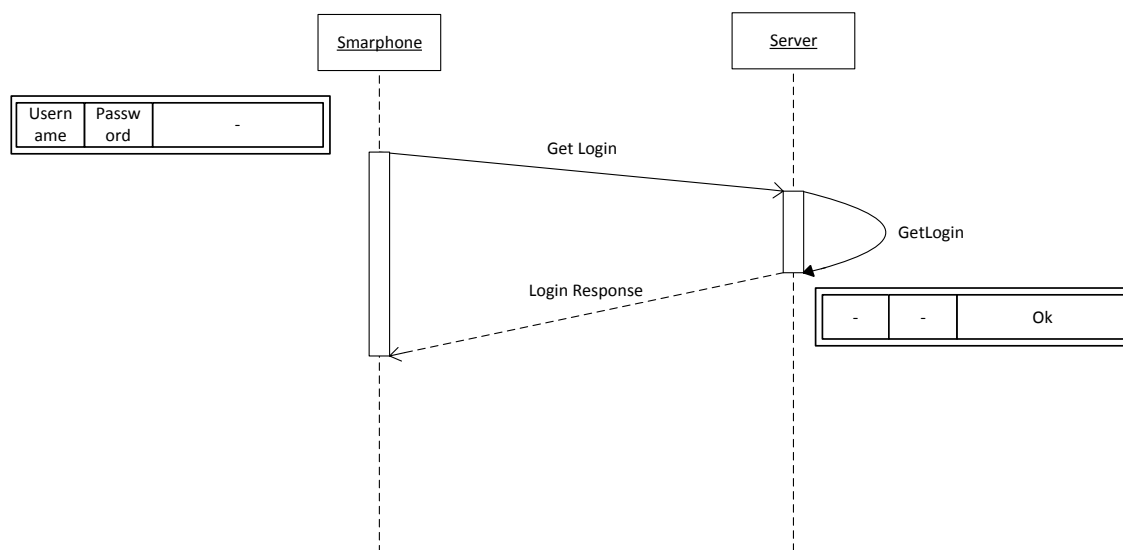 Smarphone
Server
Usern
ame
Passw
ord
-
Get Login
GetLogin
Login Response
-
-
Ok